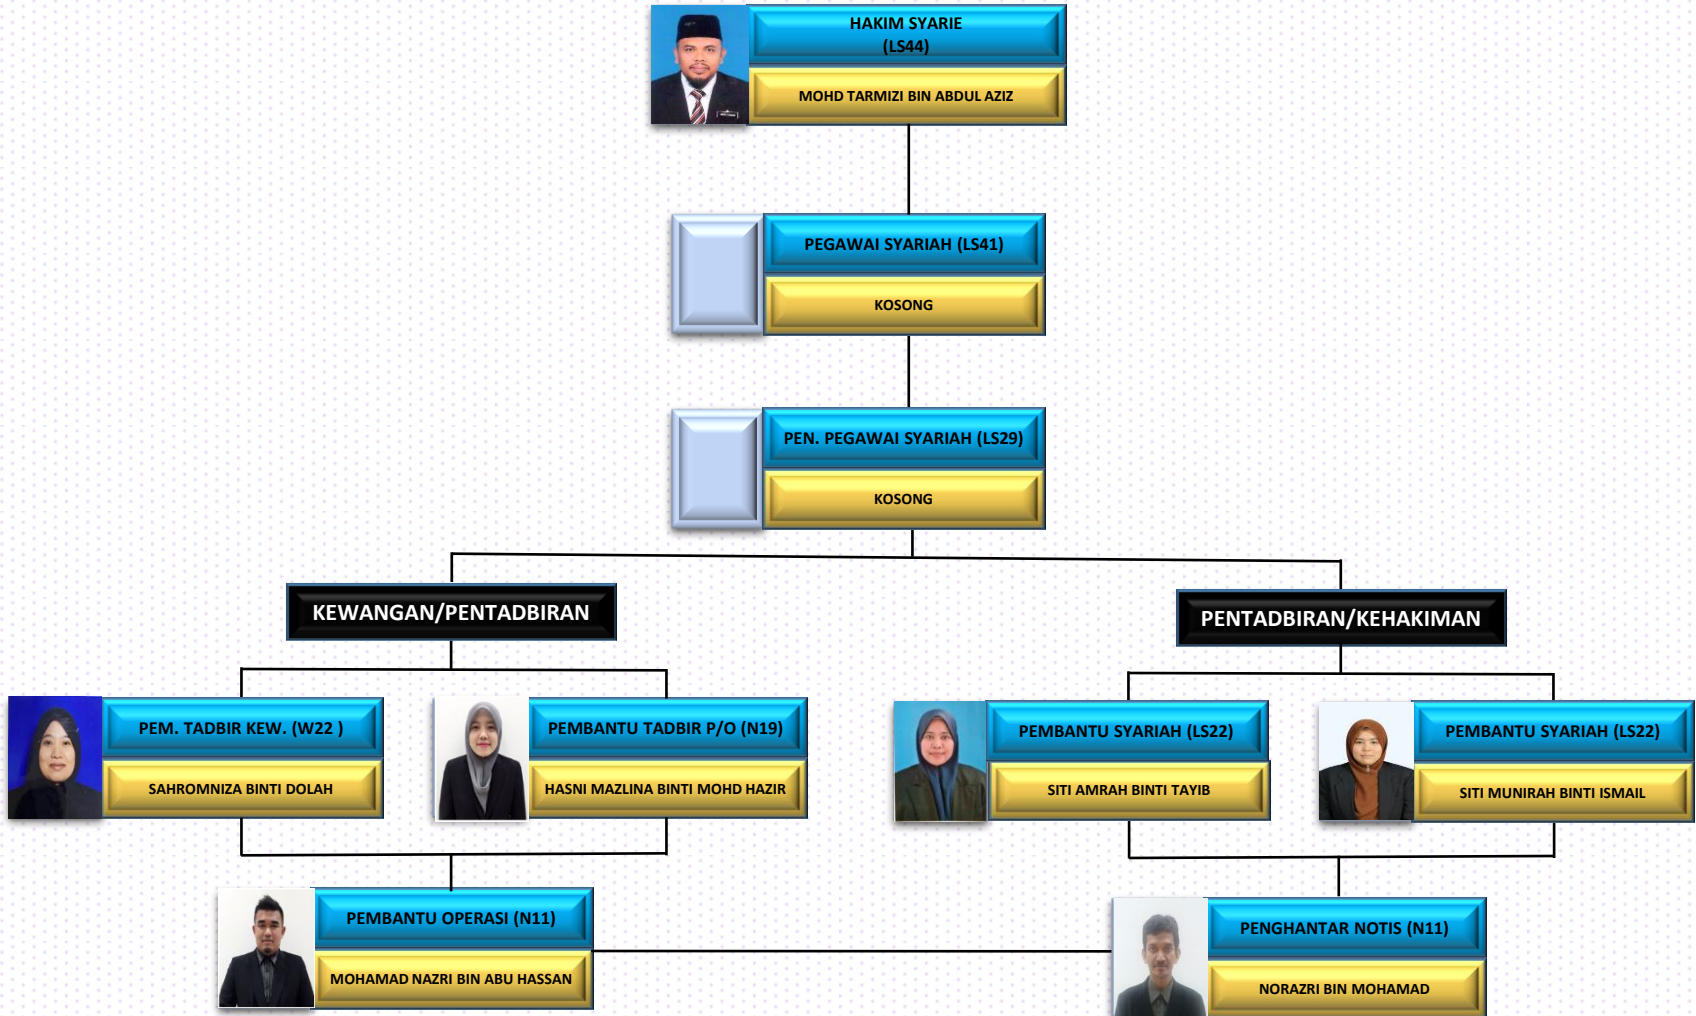 HAKIM SYARIE
(LS44)
MOHD TARMIZI BIN ABDUL AZIZ
PEGAWAI SYARIAH (LS41)
KOSONG
PEN. PEGAWAI SYARIAH (LS29)
KOSONG
KEWANGAN/PENTADBIRAN
PENTADBIRAN/KEHAKIMAN
PEM. TADBIR KEW. (W22 )
SAHROMNIZA BINTI DOLAH
PEMBANTU TADBIR P/O (N19)
HASNI MAZLINA BINTI MOHD HAZIR
PEMBANTU SYARIAH (LS22)
SITI AMRAH BINTI TAYIB
PEMBANTU SYARIAH (LS22)
SITI MUNIRAH BINTI ISMAIL
PEMBANTU OPERASI (N11)
MOHAMAD NAZRI BIN ABU HASSAN
PENGHANTAR NOTIS (N11)
NORAZRI BIN MOHAMAD